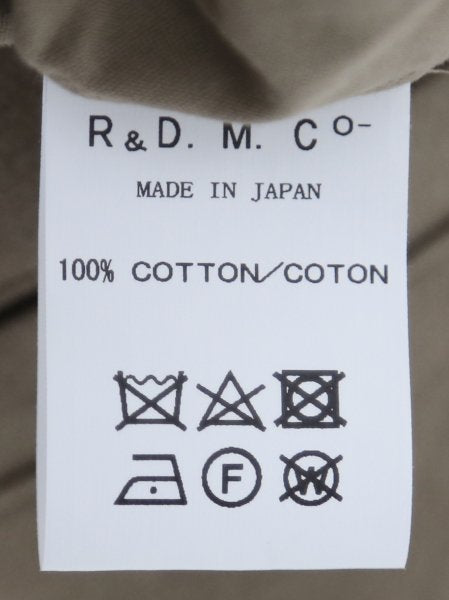 R & D. M. Co-
MADE IN JAPAN
100% COTTON/COTON
F
W